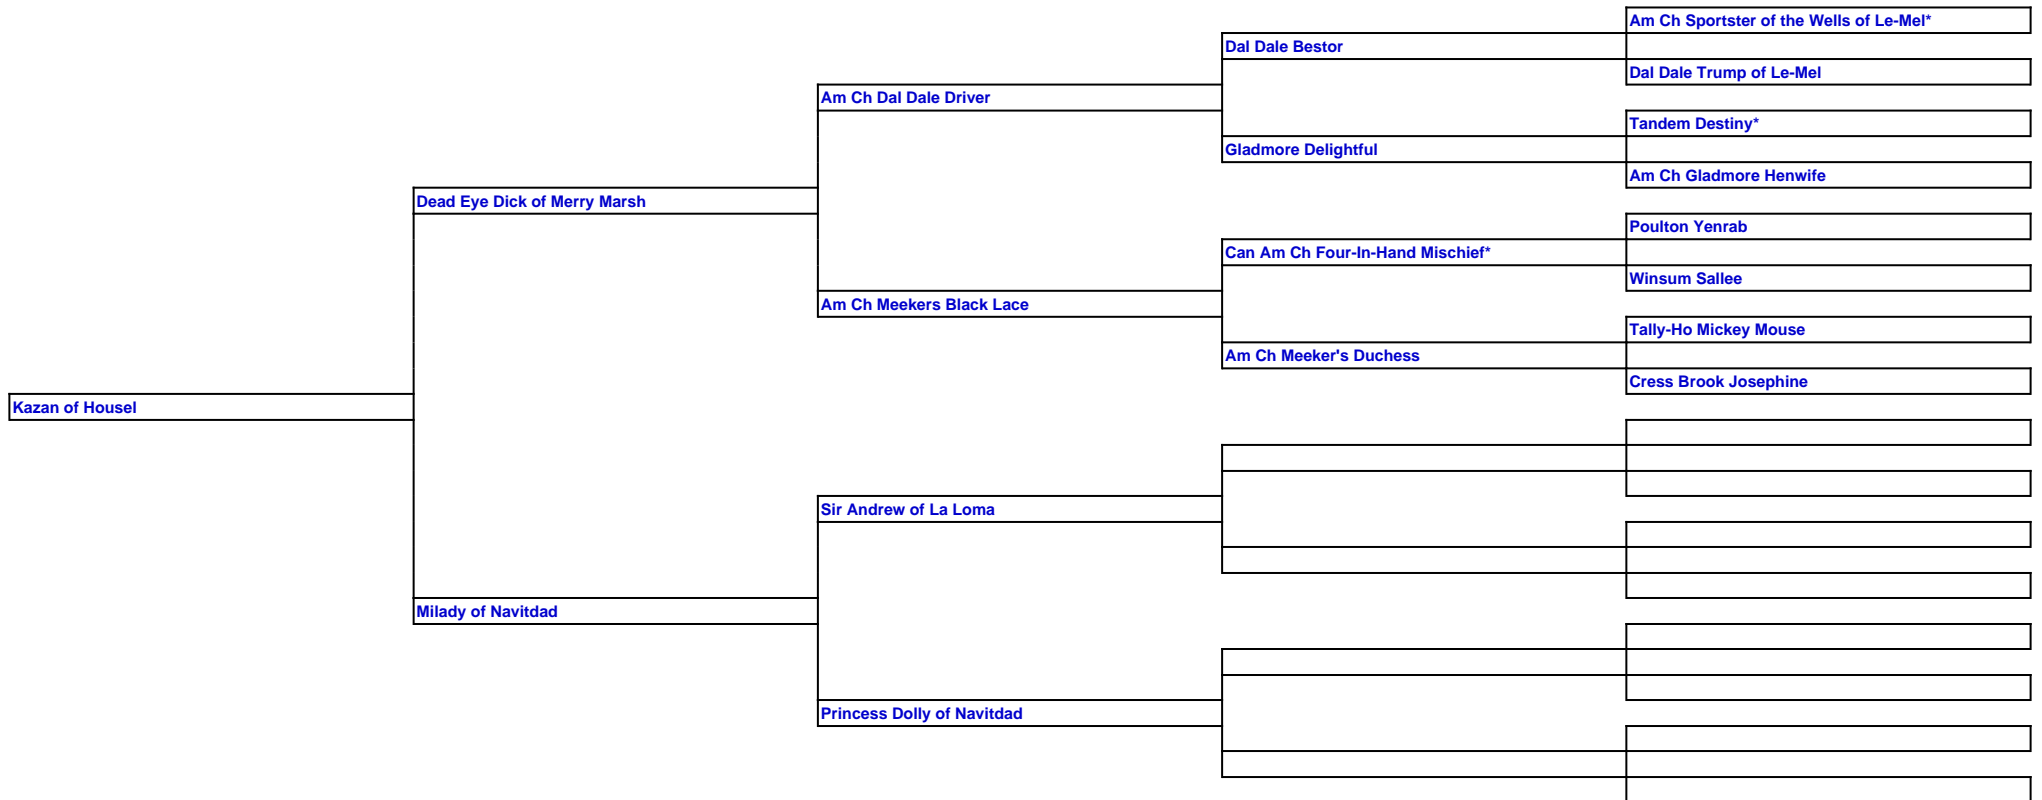 Am Ch Sportster of the Wells of Le-Mel*
Dal Dale Bestor
Dal Dale Trump of Le-Mel
Am Ch Dal Dale Driver
Tandem Destiny*
Gladmore Delightful
Am Ch Gladmore Henwife
Dead Eye Dick of Merry Marsh
Poulton Yenrab
Can Am Ch Four-In-Hand Mischief*
Winsum Sallee
Am Ch Meekers Black Lace
Tally-Ho Mickey Mouse
Am Ch Meeker's Duchess
Cress Brook Josephine
Kazan of Housel
Sir Andrew of La Loma
Milady of Navitdad
Princess Dolly of Navitdad